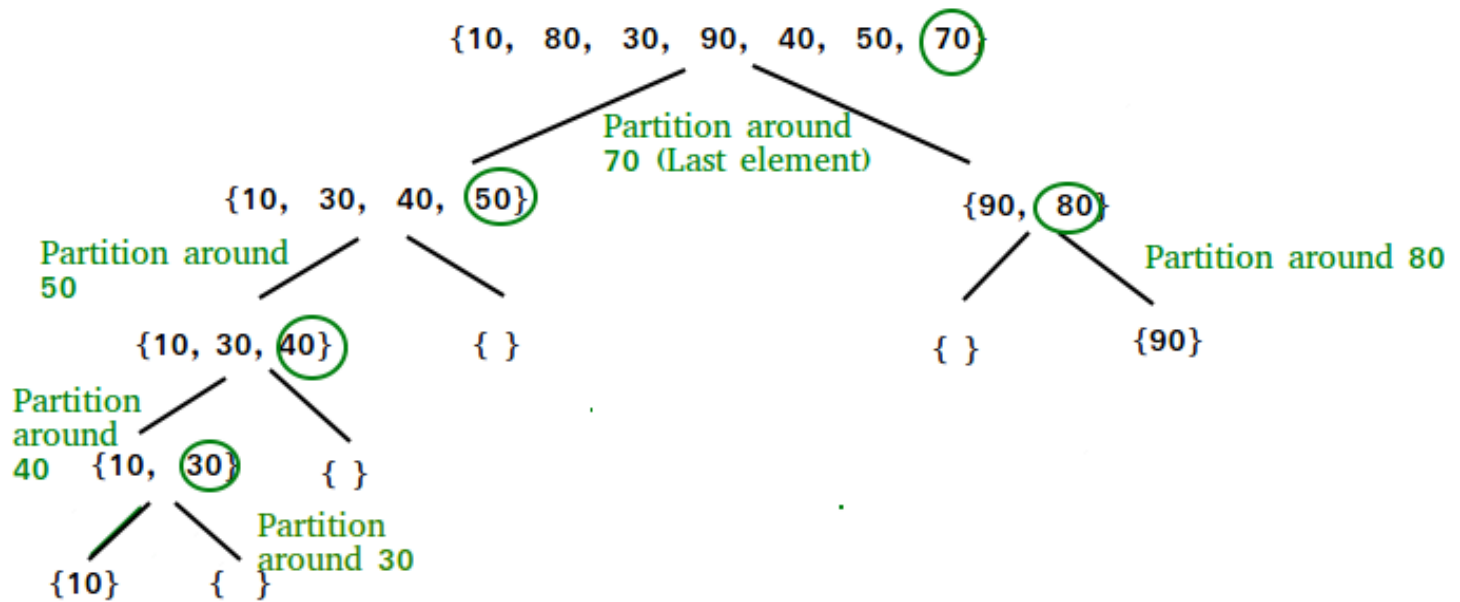 {10, 80, 30, 90, 40, 50, 70}
Partition around
70 (Last element)
{10, 30, 40, 50}
{90, 80}
Partition around
50
Partition around 80
{10, 30, 40}
{ }
{ }
{90}
Partition
around
40
{10, 30}
{ }
Partition
around 30
{10}
{ }